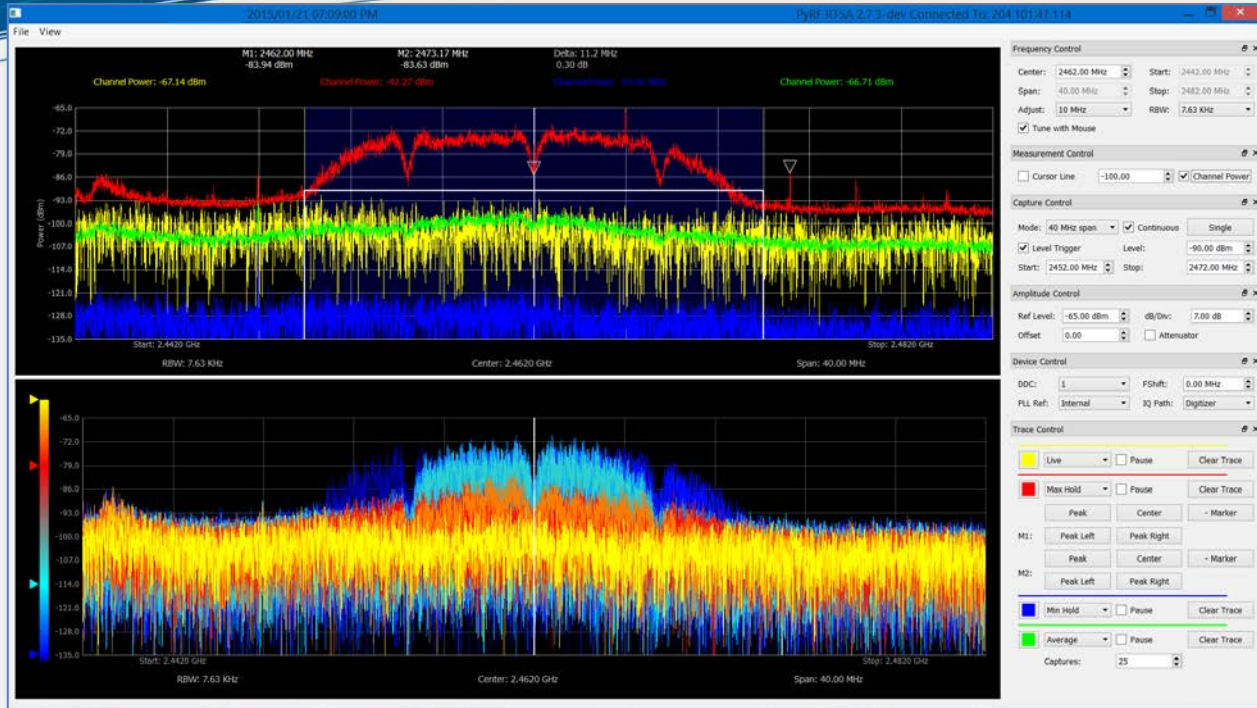 2015/01/21 07:09:00 PM PyRF RTSA 2.7.3-dev Connected To: 204.101.47.114
File View
M1: 2462.00 MHz M2: 2473.17 MHz Delta: 11.2 MHz
-83.94 dBm -83.63 dBm 0.30 dB
Channel Power: -67.14 dBm Channel Power: -42.27 dBm Channel Power: Channel Power: -66.71 dBm
-65.0
-72.0
-79.0
-86.0
-93.0
-100.0
-107.0
-114.0
-121.0
-128.0
-135.0
Power (dBm)
Start: 2.4420 GHz Stop: 2.4820 GHz
RBW: 7.63 KHz Center: 2.4620 GHz Span: 40.00 MHz
-65.0
-72.0
-79.0
-86.0
-93.0
-100.0
-107.0
-114.0
-121.0
-128.0
-135.0
Start: 2.4420 GHz Stop: 2.4820 GHz
RBW: 7.63 KHz Center: 2.4620 GHz Span: 40.00 MHz
Frequency Control
Center: 2462.00 MHz Start: 2442.00 MHz
Span: 40.00 MHz Stop: 2482.00 MHz
Adjust: 10 MHz RBW: 7.63 KHz
Tune with Mouse
Measurement Control
Cursor Line -100.00 Channel Power
Capture Control
Mode: 40 MHz span Continuous Single
Level Trigger Level: -90.00 dBm
Start: 2452.00 MHz Stop: 2472.00 MHz
Amplitude Control
Ref Level: -65.00 dBm dB/Div: 7.00 dB
Offset 0.00 Attenuator
Device Control
DDC: 1 FShift: 0.00 MHz
PLL Ref: Internal IQ Path: Digitizer
Trace Control
Live Pause Clear Trace
Max Hold Pause Clear Trace
Peak Center - Marker
M1: Peak Left Peak Right
Peak Center - Marker
M2: Peak Left Peak Right
Min Hold Pause Clear Trace
Average Pause Clear Trace
Captures: 25